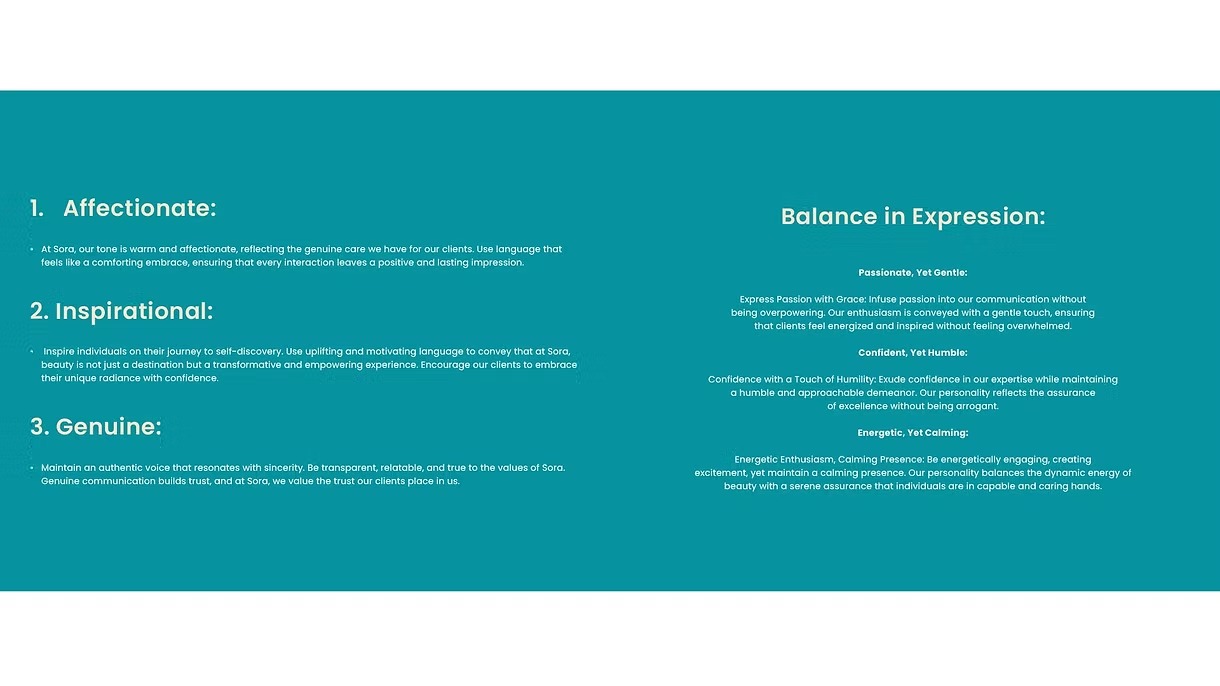 1. Affectionate:
• At Sora, our tone is warm and affectionate, reflecting the genuine care we have for our clients. Use language that
feels like a comforting embrace, ensuring that every interaction leaves a positive and lasting impression.
2. Inspirational:
• Inspire individuals on their journey to self-discovery. Use uplifting and motivating language to convey that at Sora,
beauty is not just a destination but a transformative and empowering experience. Encourage our clients to embrace
their unique radiance with confidence.
3. Genuine:
• Maintain an authentic voice that resonates with sincerity. Be transparent, relatable, and true to the values of Sora.
Genuine communication builds trust, and at Sora, we value the trust our clients place in us.
Balance in Expression:
Passionate, Yet Gentle:
Express Passion with Grace: Infuse passion into our communication without
being overpowering. Our enthusiasm is conveyed with a gentle touch, ensuring
that clients feel energized and inspired without feeling overwhelmed.
Confident, Yet Humble:
Confidence with a Touch of Humility: Exude confidence in our expertise while maintaining
a humble and approachable demeanor. Our personality reflects the assurance
of excellence without being arrogant.
Energetic, Yet Calming:
Energetic Enthusiasm, Calming Presence: Be energetically engaging, creating
excitement, yet maintain a calming presence. Our personality balances the dynamic energy of
beauty with a serene assurance that individuals are in capable and caring hands.